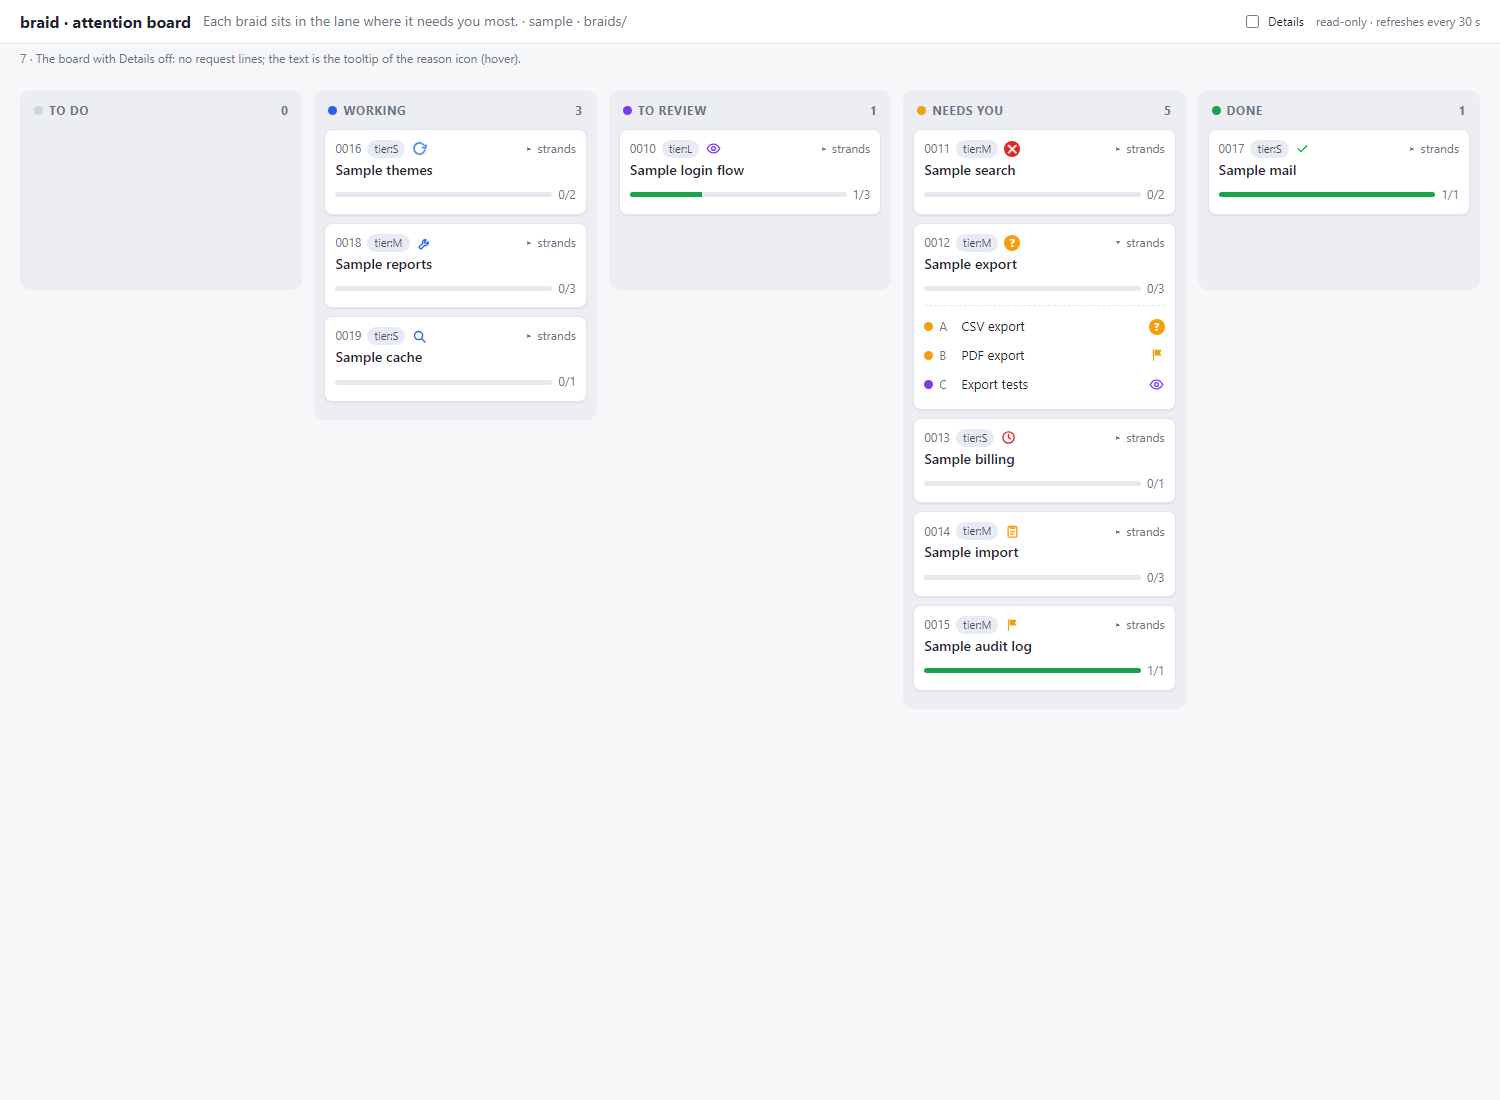 braid · attention board Each braid sits in the lane where it needs you most. · sample · braids/ Details read-only · refreshes every 30 s
7 · The board with Details off: no request lines; the text is the tooltip of the reason icon (hover).
TO DO 0
WORKING 3
0016 tier:S strands
Sample themes
0/2
0018 tier:M strands
Sample reports
0/3
0019 tier:S strands
Sample cache
0/1
TO REVIEW 1
0010 tier:L strands
Sample login flow
1/3
NEEDS YOU 5
0011 tier:M strands
Sample search
0/2
0012 tier:M ? strands
Sample export
0/3
A CSV export ?
B PDF export
C Export tests
0013 tier:S strands
Sample billing
0/1
0014 tier:M strands
Sample import
0/3
0015 tier:M strands
Sample audit log
1/1
DONE 1
0017 tier:S strands
Sample mail
1/1